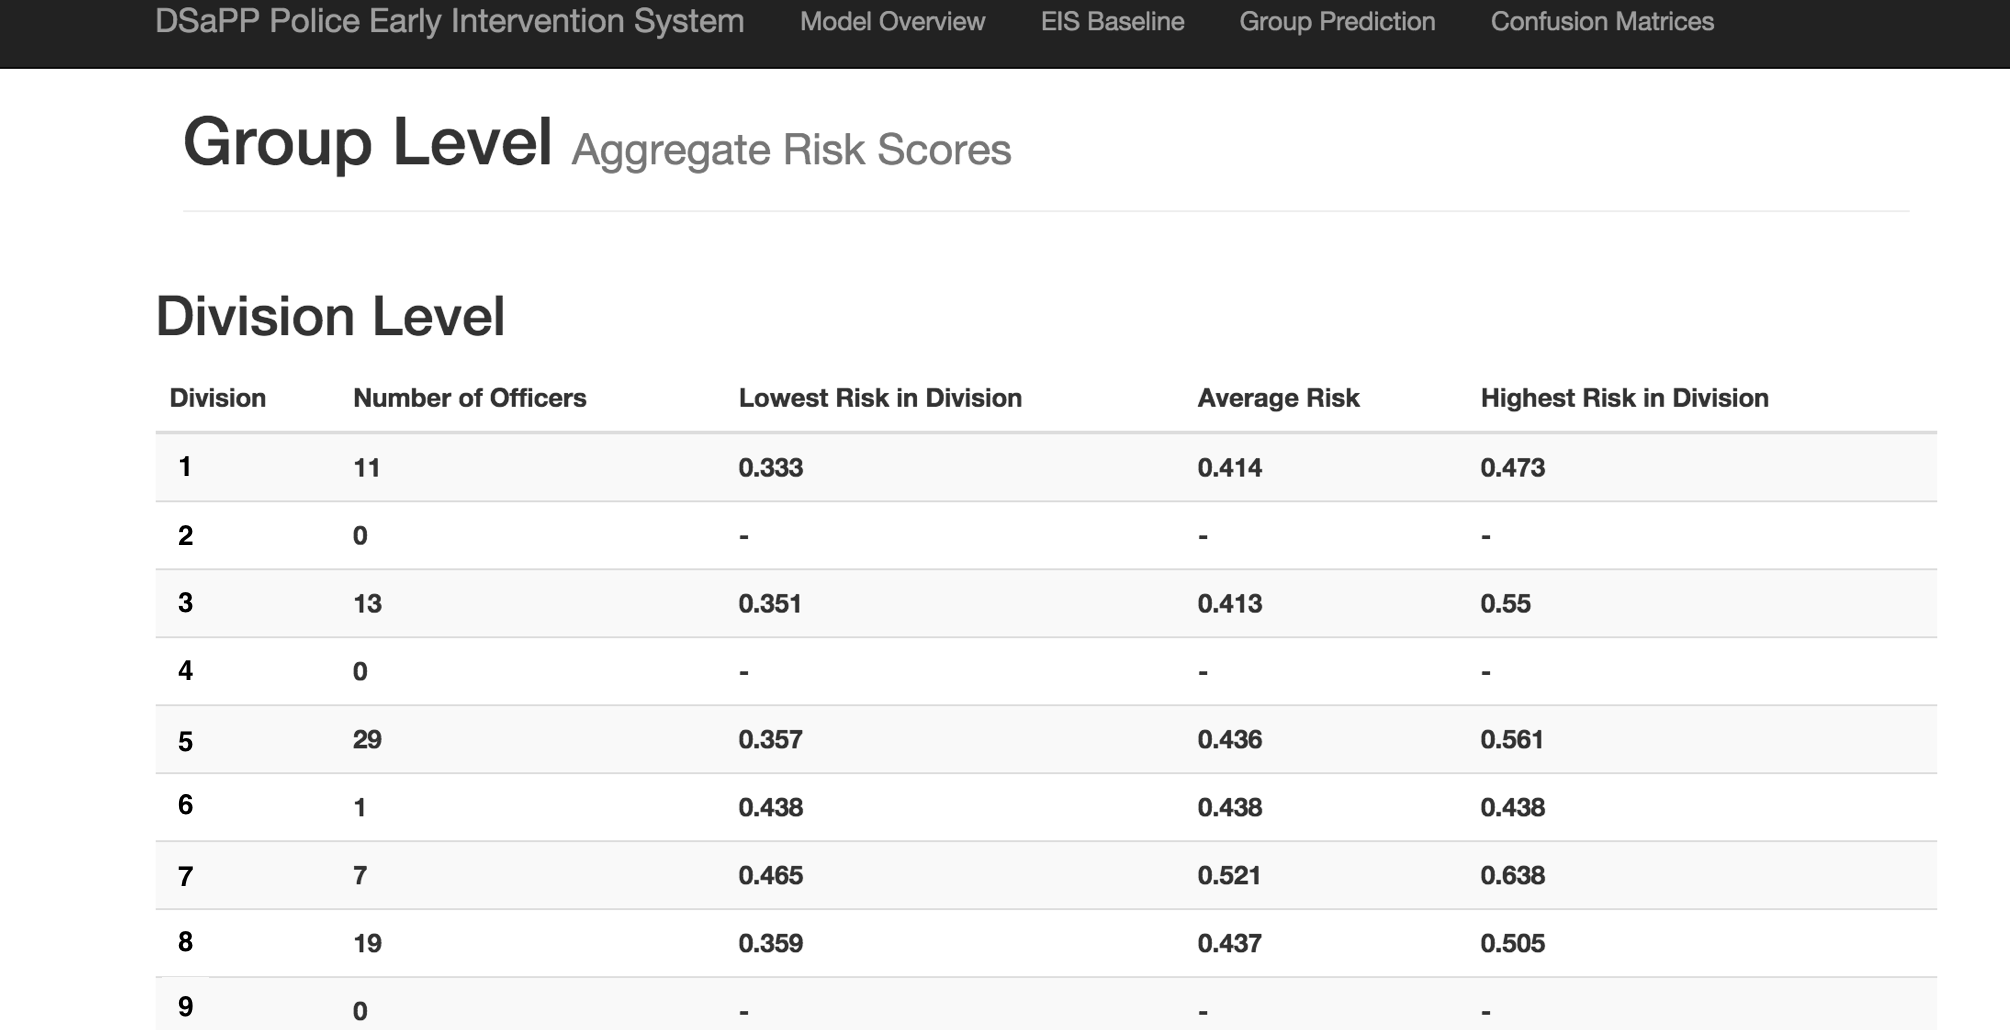 DSaPP Police Early Intervention System Model Overview EIS Baseline Group Prediction Confusion Matrices
Group Level Aggregate Risk Scores
Division Level
Division Number of Officers Lowest Risk in Division Average Risk Highest Risk in Division
1 11 0.333 0.414 0.473
2 0 - - -
3 13 0.351 0.413 0.55
4 0 - - -
5 29 0.357 0.436 0.561
6 1 0.438 0.438 0.438
7 7 0.465 0.521 0.638
8 19 0.359 0.437 0.505
9 0 - - -